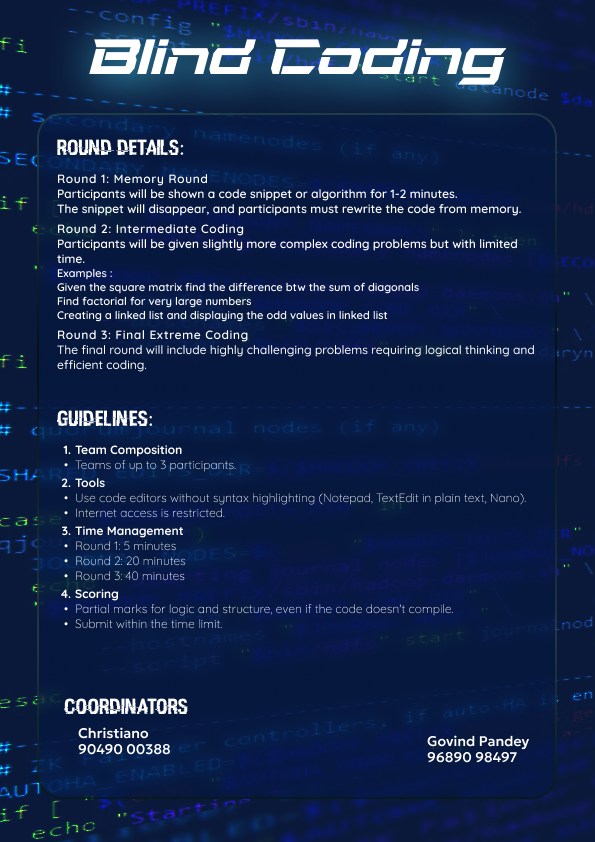 Blind Coding
ROUND DETAILS:
Round 1: Memory Round
Participants will be shown a code snippet or algorithm for 1-2 minutes.
The snippet will disappear, and participants must rewrite the code from memory.
Round 2: Intermediate Coding
Participants will be given slightly more complex coding problems but with limited
time.
Examples :
Given the square matrix find the difference btw the sum of diagonals
Find factorial for very large numbers
Creating a linked list and displaying the odd values in linked list
Round 3: Final Extreme Coding
The final round will include highly challenging problems requiring logical thinking and
efficient coding.
GUIDELINES:
1. Team Composition
• Teams of up to 3 participants.
2. Tools
• Use code editors without syntax highlighting (Notepad, TextEdit in plain text, Nano).
• Internet access is restricted.
3. Time Management
• Round 1: 5 minutes
• Round 2: 20 minutes
• Round 3: 40 minutes
4. Scoring
• Partial marks for logic and structure, even if the code doesn't compile.
• Submit within the time limit.
COORDINATORS
Christiano
90490 00388
Govind Pandey
96890 98497